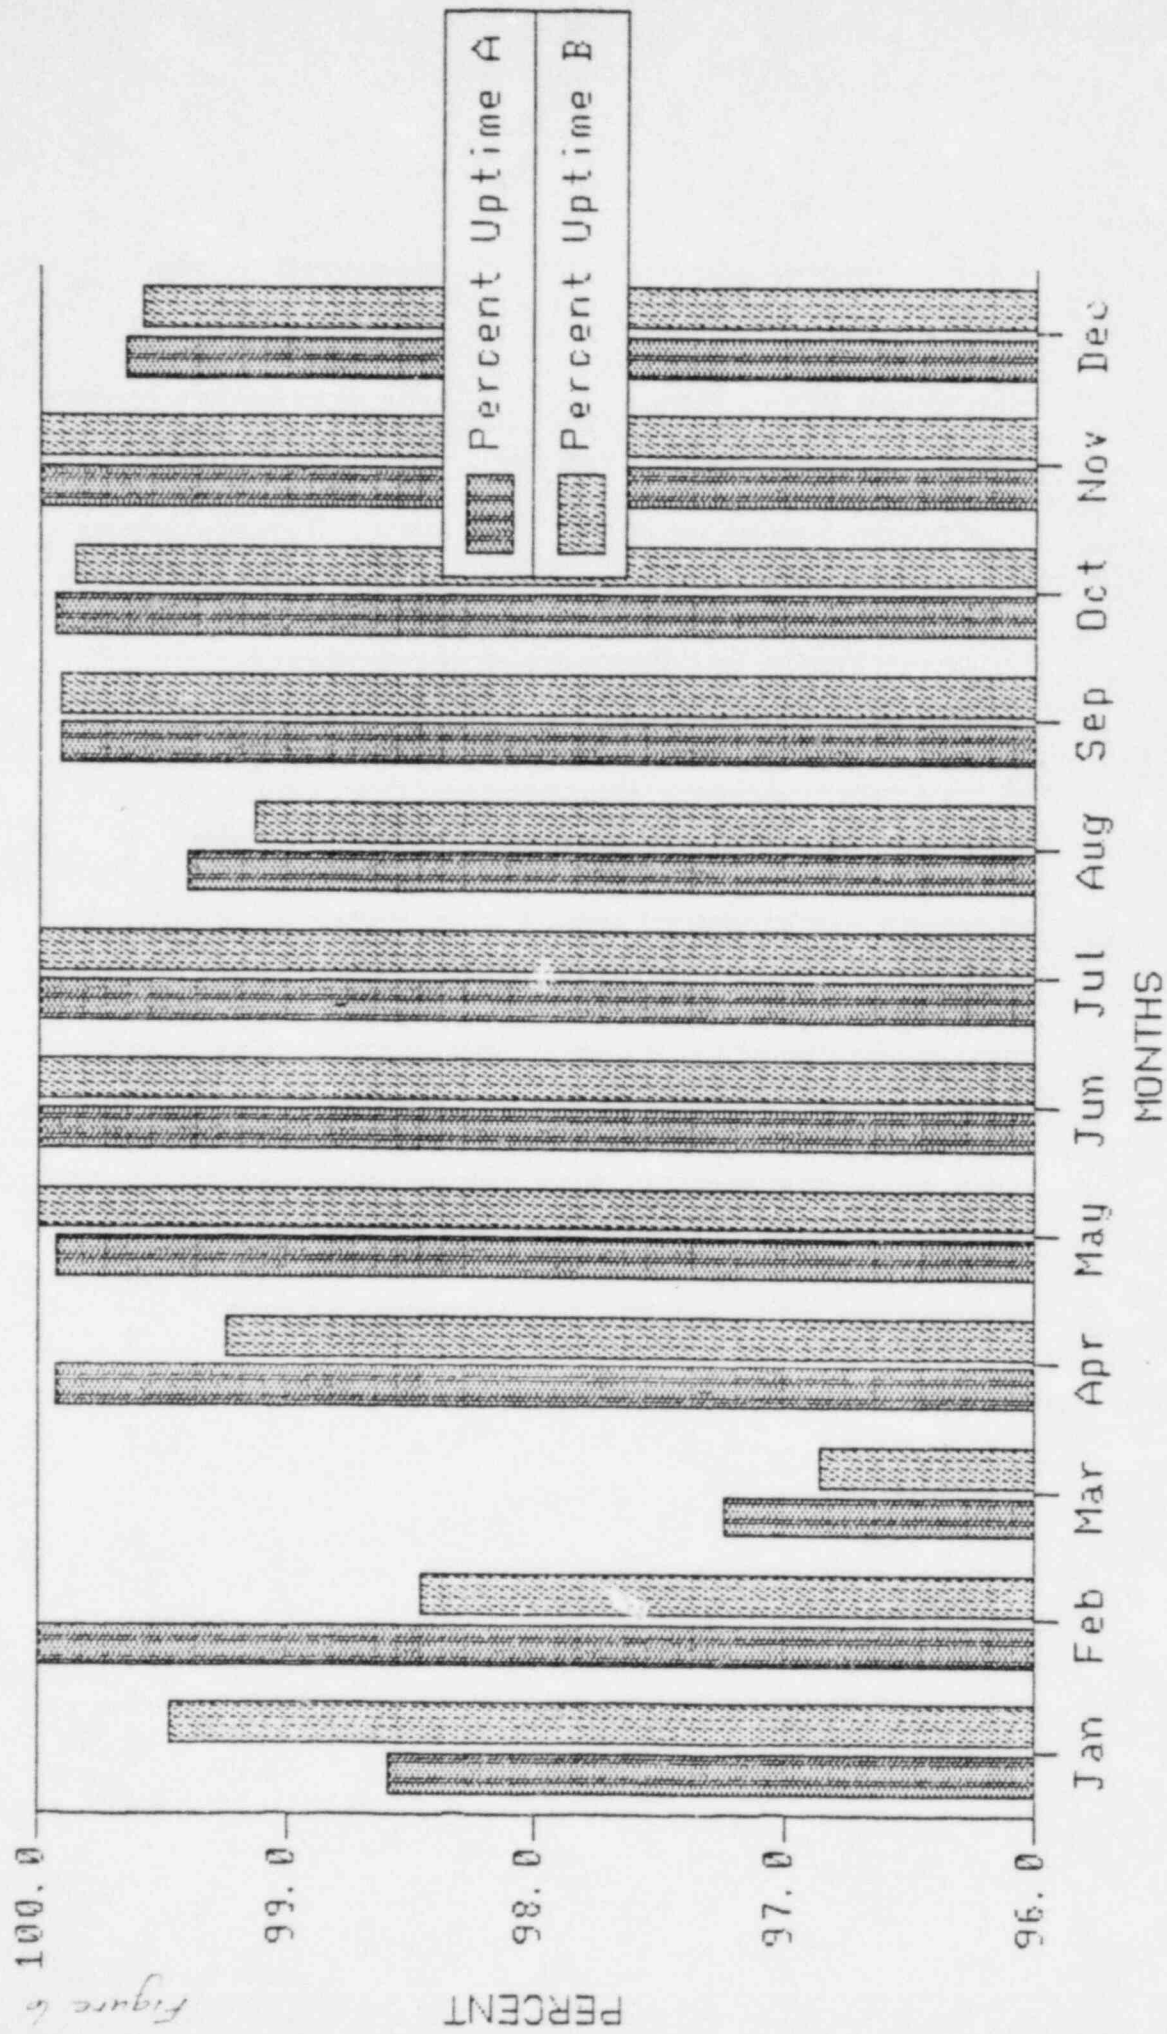 Figure 6
PERCENT
100.0
99.0
98.0
97.0
96.0
Percent Uptime A
Percent Uptime B
Jan Feb Mar Apr May Jun Jul Aug Sep Oct Nov Dec
MONTHS